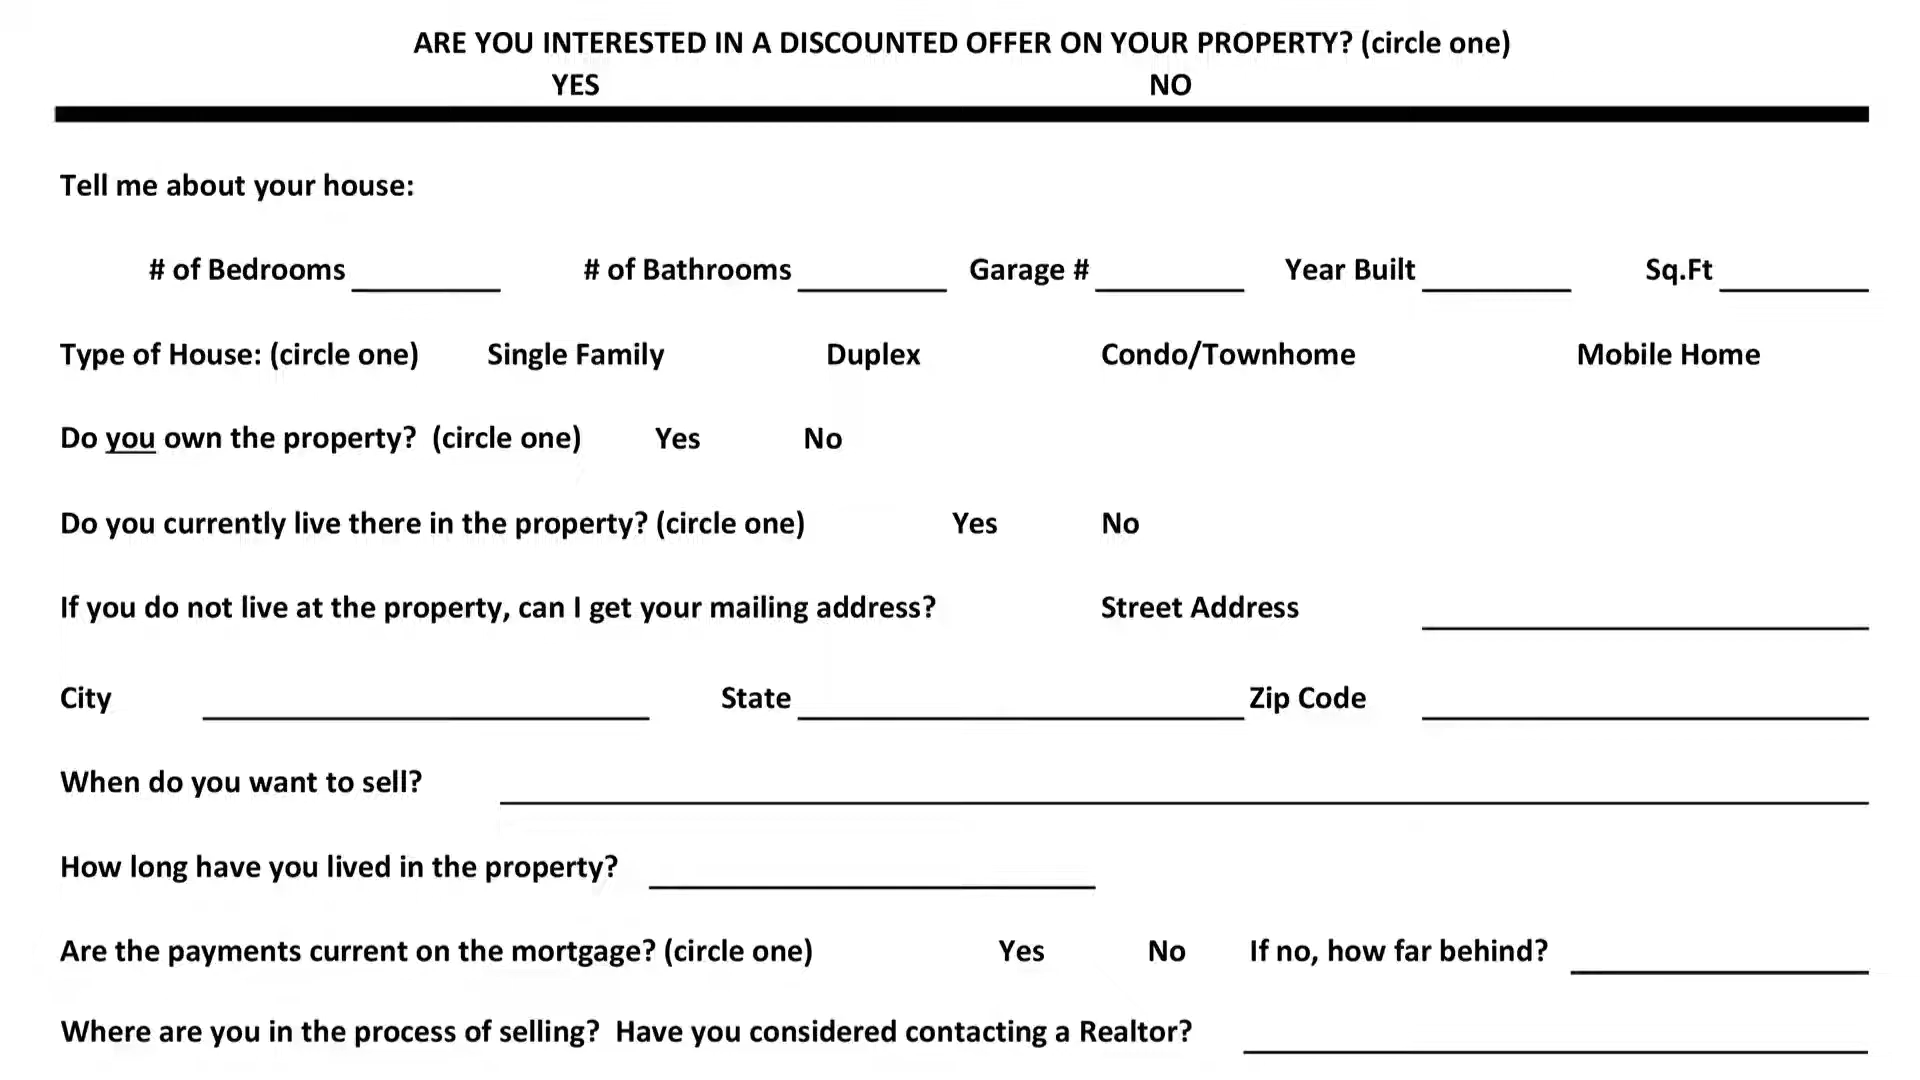 ARE YOU INTERESTED IN A DISCOUNTED OFFER ON YOUR PROPERTY? (circle one)
YES NO
Tell me about your house:
# of Bedrooms # of Bathrooms Garage # Year Built Sq.Ft
Type of House: (circle one) Single Family Duplex Condo/Townhome Mobile Home
Do you own the property? (circle one) Yes No
Do you currently live there in the property? (circle one) Yes No
If you do not live at the property, can I get your mailing address? Street Address
City State Zip Code
When do you want to sell?
How long have you lived in the property?
Are the payments current on the mortgage? (circle one) Yes No If no, how far behind?
Where are you in the process of selling? Have you considered contacting a Realtor?